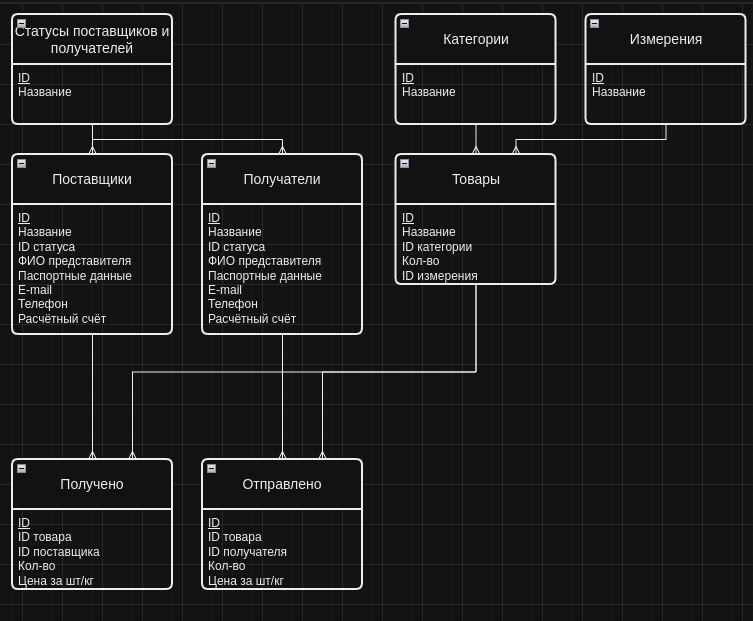 Статусы поставщиков и
получателей
ID
Название
Категории
ID
Название
Измерения
ID
Название
Поставщики
ID
Название
ID статуса
ФИО представителя
Паспортные данные
E-mail
Телефон
Расчётный счёт
Получатели
ID
Название
ID статуса
ФИО представителя
Паспортные данные
E-mail
Телефон
Расчётный счёт
Товары
ID
Название
ID категории
Кол-во
ID измерения
Получено
ID
ID товара
ID поставщика
Кол-во
Цена за шт/кг
Отправлено
ID
ID товара
ID получателя
Кол-во
Цена за шт/кг